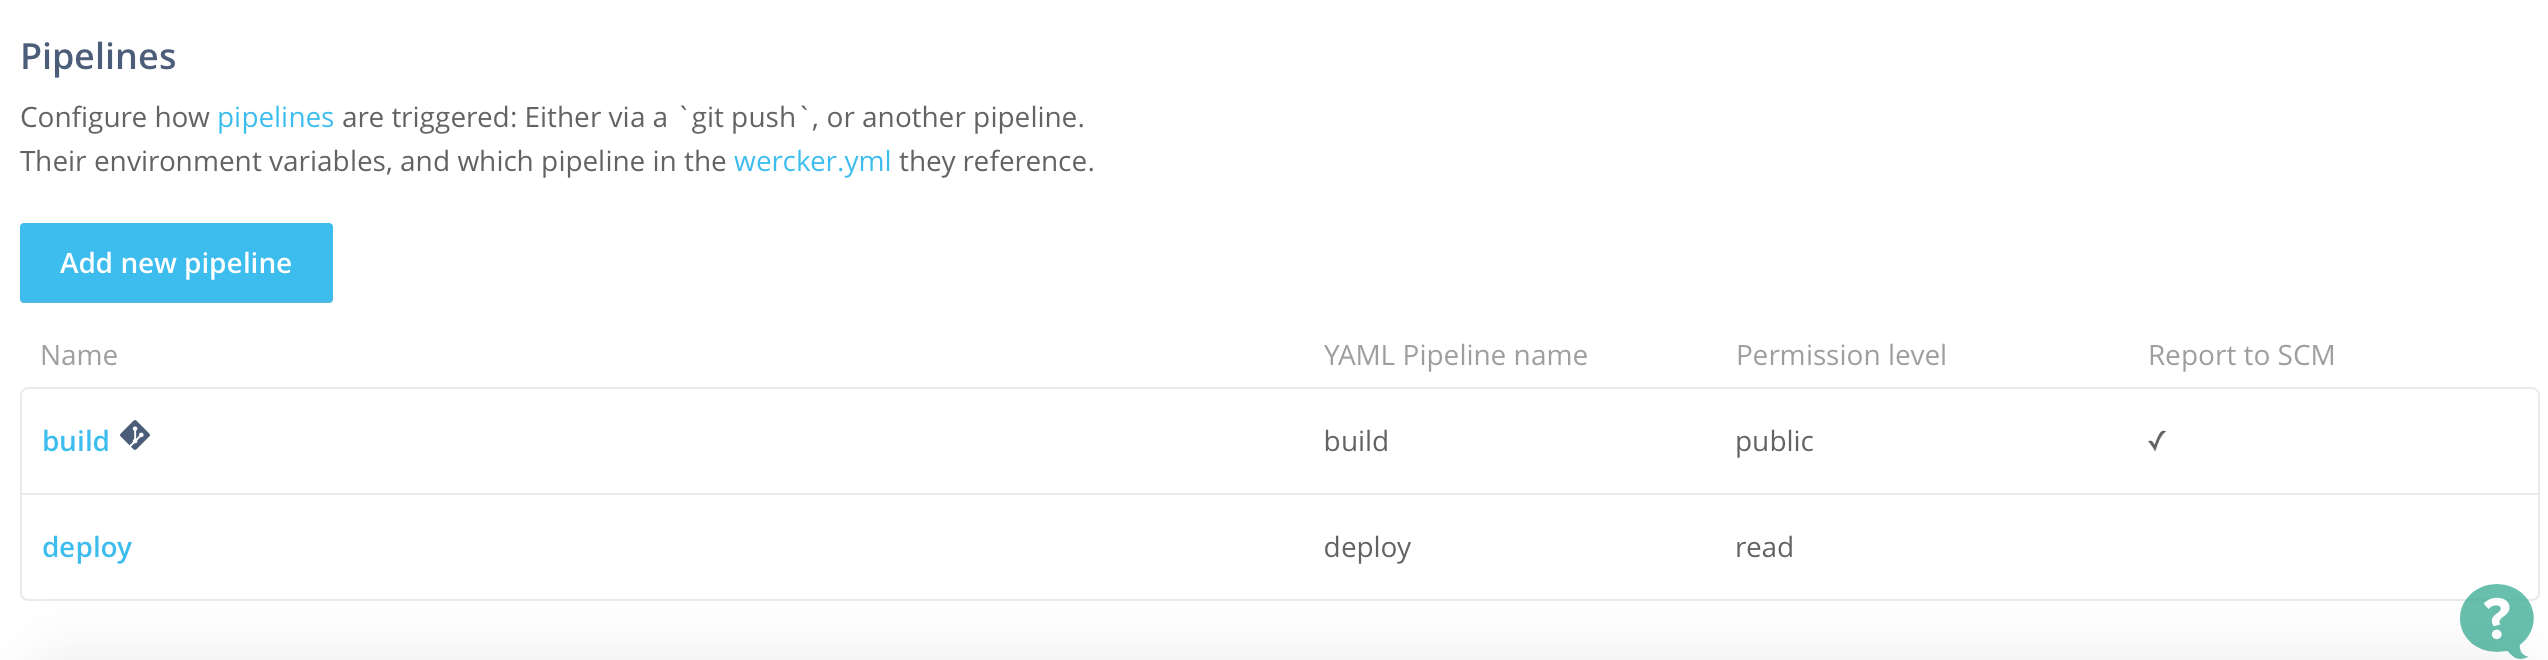 Pipelines
Configure how pipelines are triggered: Either via a `git push`, or another pipeline.
Their environment variables, and which pipeline in the wercker.yml they reference.
Add new pipeline
Name YAML Pipeline name Permission level Report to SCM
build build public ✓
deploy deploy read
?